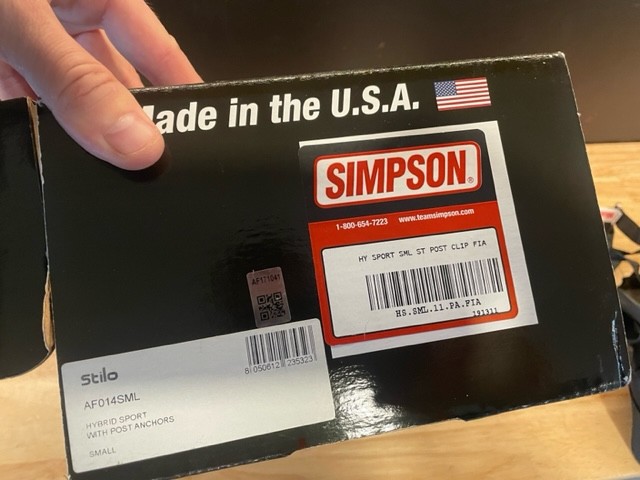 Made in the U.S.A.
SIMPSON®
1-800-654-7223 www.teamsimpson.com
HY SPORT SML ST POST CLIP FIA
HS.SML.11.PA.FIA
191311
AF171041
Stilo
8 050612 235323
AF014SML
HYBRID SPORT
WITH POST ANCHORS
SMALL